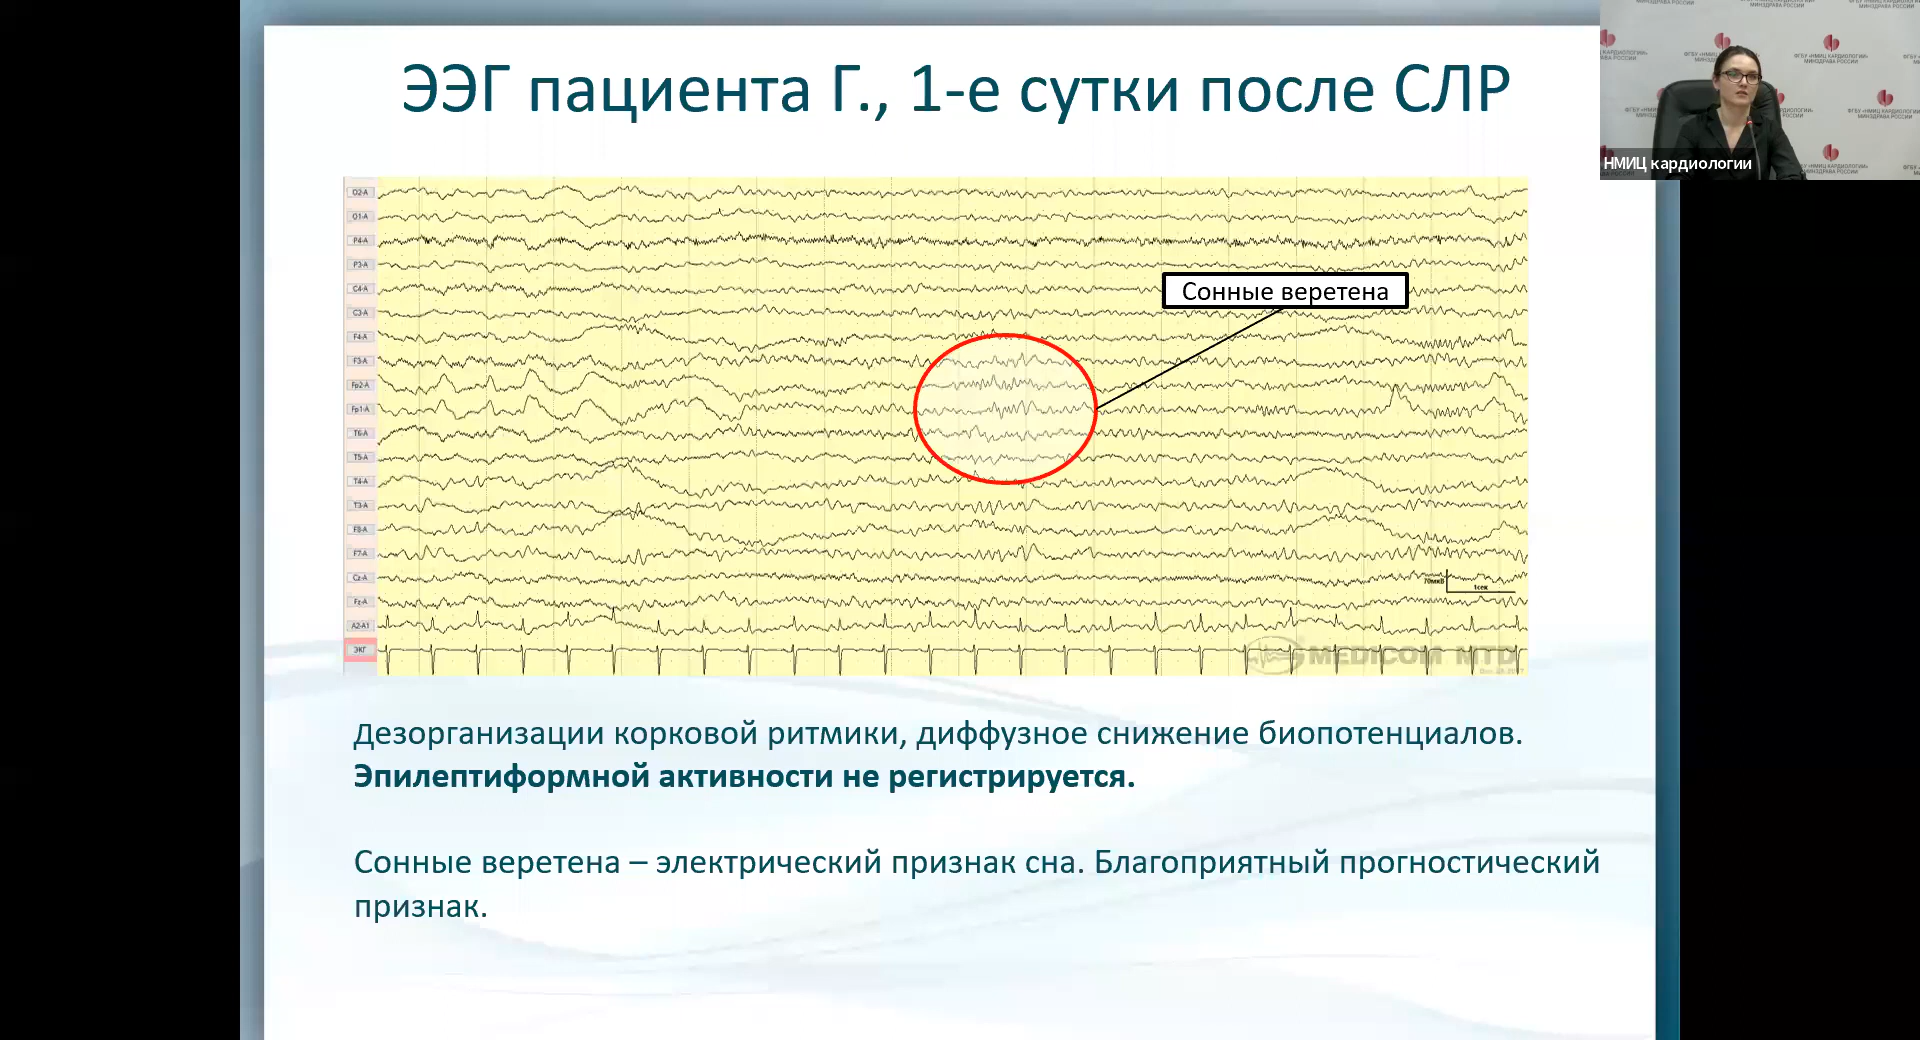 ЭЭГ пациента Г., 1-е сутки после СЛР
НМИЦ кардиологии
O2-A
O1-A
P4-A
P3-A
C4-A
Сонные веретена
C3-A
F4-A
F3-A
Fp2-A
Fp1-A
T6-A
T5-A
T4-A
T3-A
F8-A
F7-A
Cz-A
70мкВ
1сек
Fz-A
A2-A1
ЭКГ
MEDICOM MTD
Дезорганизации корковой ритмики, диффузное снижение биопотенциалов.
Эпилептиформной активности не регистрируется.
Сонные веретена – электрический признак сна. Благоприятный прогностический
признак.